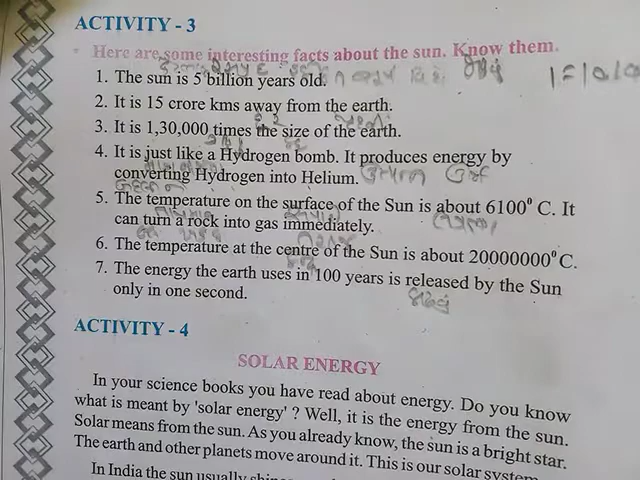 ACTIVITY - 3
Here are some interesting facts about the sun. Know them.
1. The sun is 5 billion years old.
2. It is 15 crore kms away from the earth.
3. It is 1,30,000 times the size of the earth.
4. It is just like a Hydrogen bomb. It produces energy by
converting Hydrogen into Helium.
5. The temperature on the surface of the Sun is about 6100⁰ C. It
can turn a rock into gas immediately.
6. The temperature at the centre of the Sun is about 20000000⁰C.
7. The energy the earth uses in 100 years is released by the Sun
only in one second.
ACTIVITY - 4
SOLAR ENERGY
In your science books you have read about energy. Do you know
what is meant by 'solar energy' ? Well, it is the energy from the sun.
Solar means from the sun. As you already know, the sun is a bright star.
The earth and other planets move around it. This is our solar system.
In India the sun usually